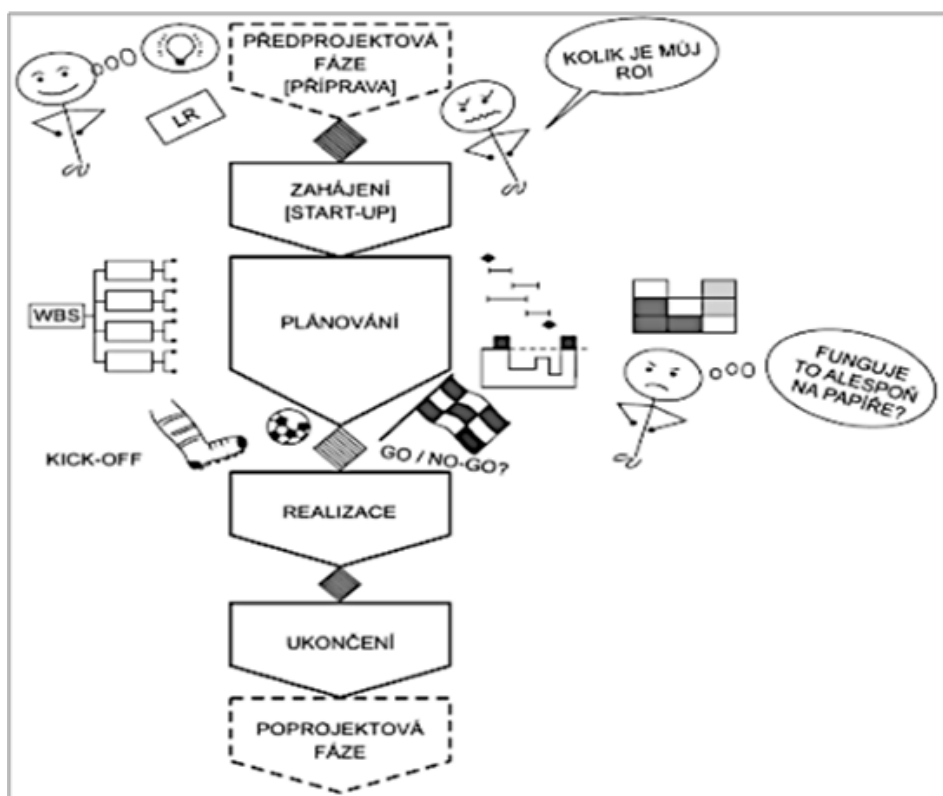 PŘEDPROJEKTOVÁ
FÁZE
[PŘÍPRAVA]
KOLIK JE MŮJ
ROI
LR
ZAHÁJENÍ
[START-UP]
WBS
PLÁNOVÁNÍ
FUNGUJE
TO ALESPOŇ
NA PAPÍŘE?
KICK-OFF
GO / NO-GO?
REALIZACE
UKONČENÍ
POPROJEKTOVÁ
FÁZE